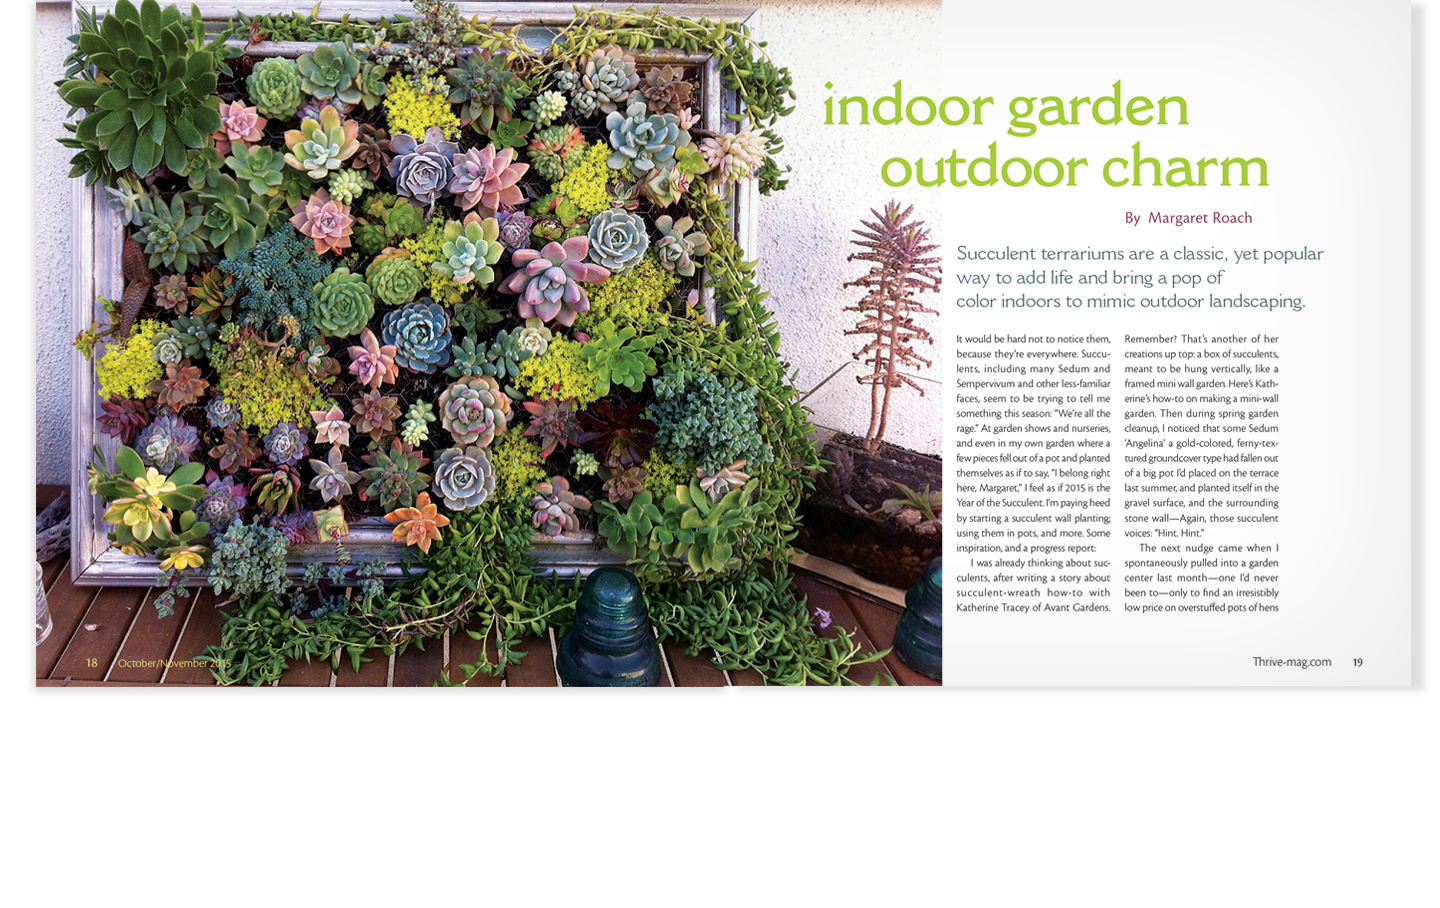 indoor garden
outdoor charm
By Margaret Roach
Succulent terrariums are a classic, yet popular
way to add life and bring a pop of
color indoors to mimic outdoor landscaping.
It would be hard not to notice them,
because they're everywhere. Succu-
lents, including many Sedum and
Sempervivum and other less-familiar
faces, seem to be trying to tell me
something this season: "We're all the
rage." At garden shows and nurseries,
and even in my own garden where a
few pieces fell out of a pot and planted
themselves as if to say, "I belong right
here, Margaret," I feel as if 2015 is the
Year of the Succulent. I'm paying heed
by starting a succulent wall planting;
using them in pots, and more. Some
inspiration, and a progress report:
I was already thinking about suc-
culents, after writing a story about
succulent-wreath how-to with
Katherine Tracey of Avant Gardens.
Remember? That's another of her
creations up top: a box of succulents,
meant to be hung vertically, like a
framed mini wall garden. Here's Kath-
erine's how-to on making a mini-wall
garden. Then during spring garden
cleanup, I noticed that some Sedum
'Angelina' a gold-colored, ferny-tex-
tured groundcover type had fallen out
of a big pot I'd placed on the terrace
last summer, and planted itself in the
gravel surface, and the surrounding
stone wall—Again, those succulent
voices: "Hint. Hint."
The next nudge came when I
spontaneously pulled into a garden
center last month—one I'd never
been to—only to find an irresistibly
low price on overstuffed pots of hens
18 October/November 2015
Thrive-mag.com 19